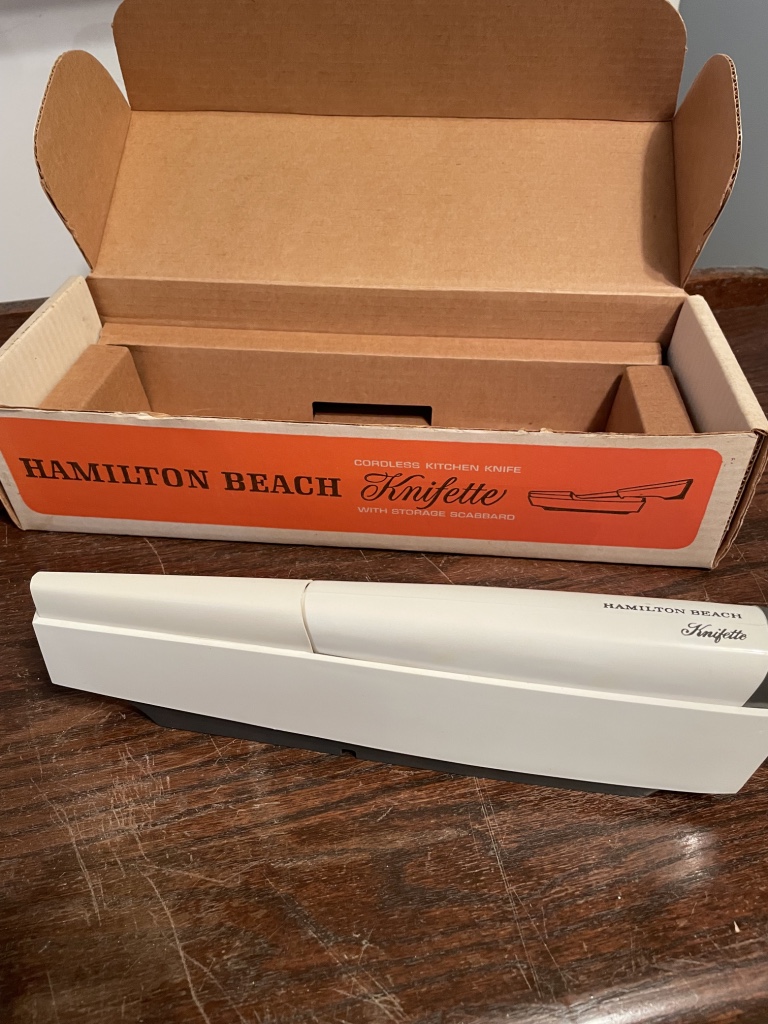 HAMILTON BEACH
CORDLESS KITCHEN KNIFE
Knifette
WITH STORAGE SCABBARD
HAMILTON BEACH
Knifette